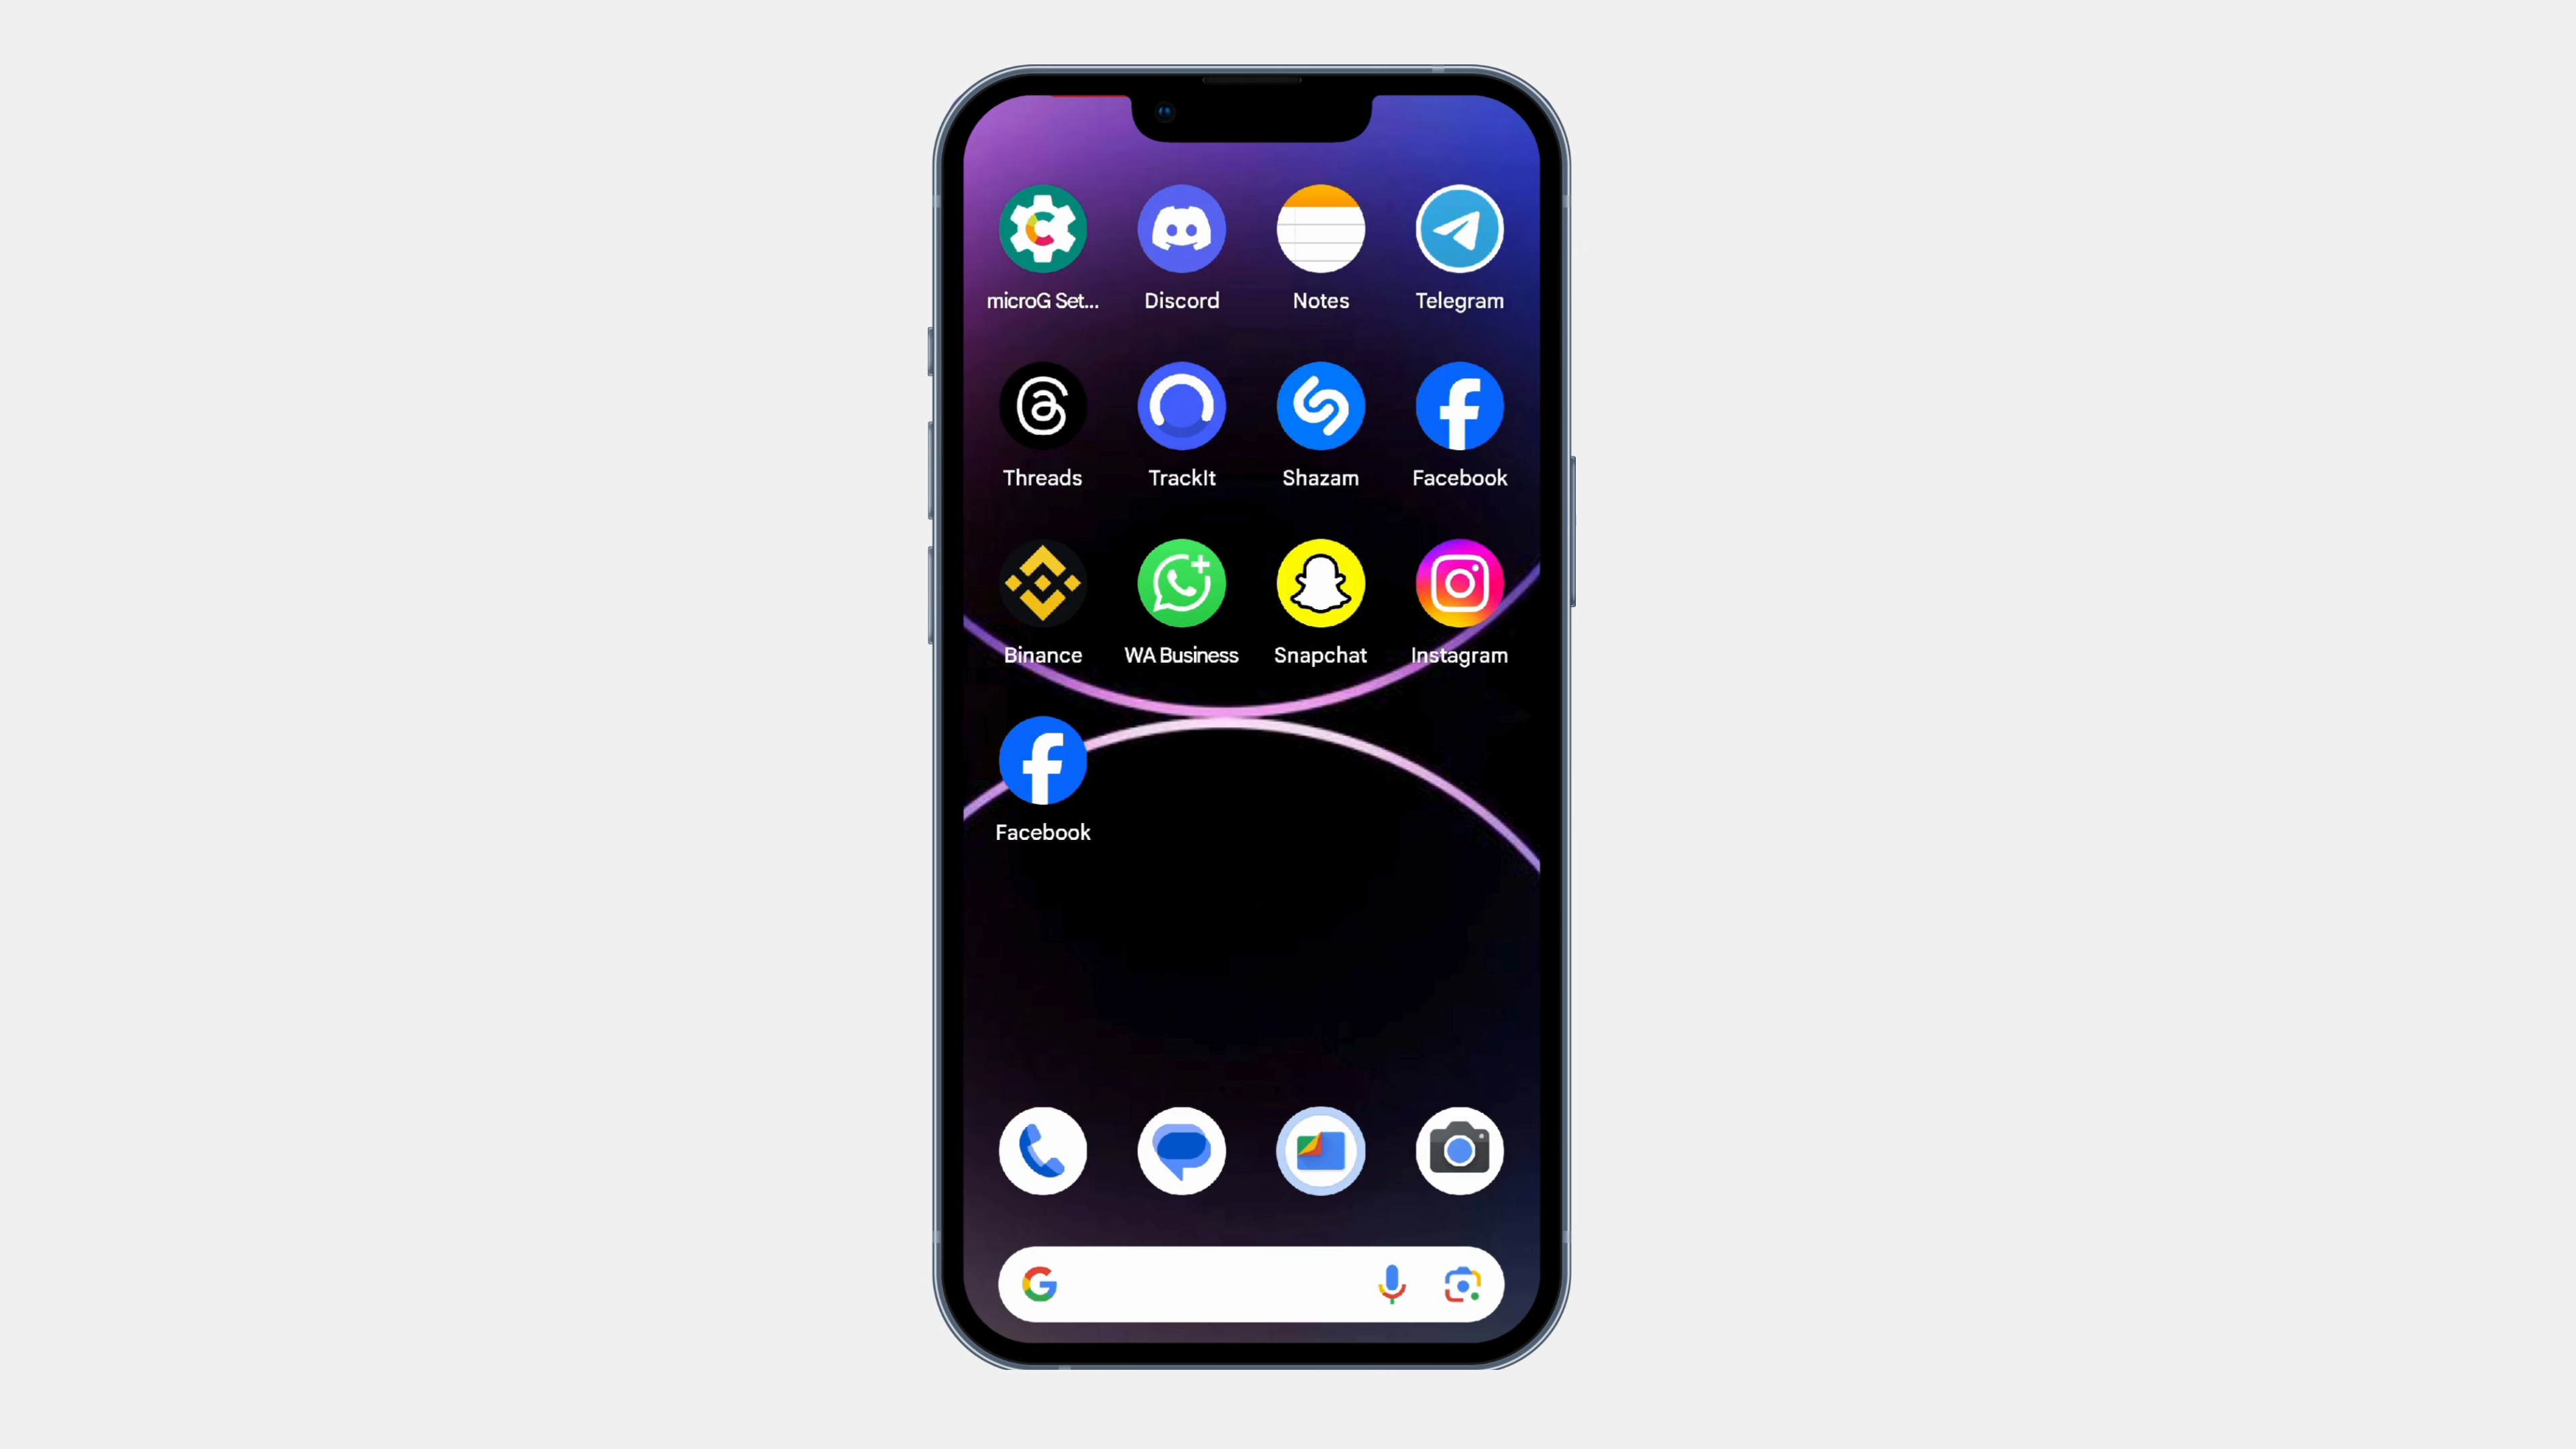 microG Set...
Discord
Notes
Telegram
Threads
TrackIt
Shazam
Facebook
Binance
WA Business
Snapchat
Instagram
Facebook